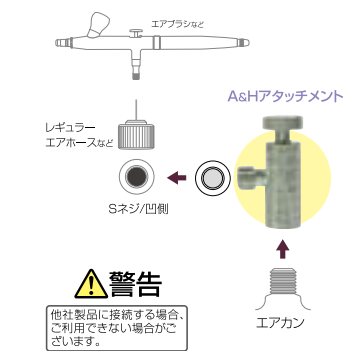 エアブラシなど
A&Hアタッチメント
レギュラー
エアホースなど
Sネジ/凹側
エアカン
警告
他社製品に接続する場合、
ご利用できない場合がご
ざいます。